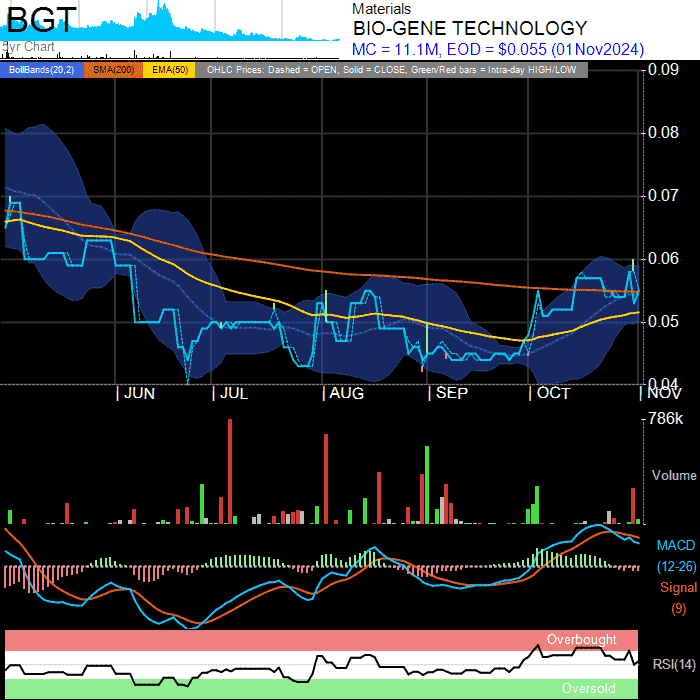 BGT
5yr Chart
Materials
BIO-GENE TECHNOLOGY
MC = 11.1M, EOD = $0.055 (01Nov2024)
BollBands(20,2) SMA(200) EMA(50) OHLC Prices: Dashed = OPEN, Solid = CLOSE, Green/Red bars = Intra-day HIGH/LOW
0.09
0.08
0.07
0.06
0.05
0.04
JUN JUL AUG SEP OCT NOV
786k
Volume
MACD
(12-26)
Signal
(9)
Overbought
RSI(14)
Oversold